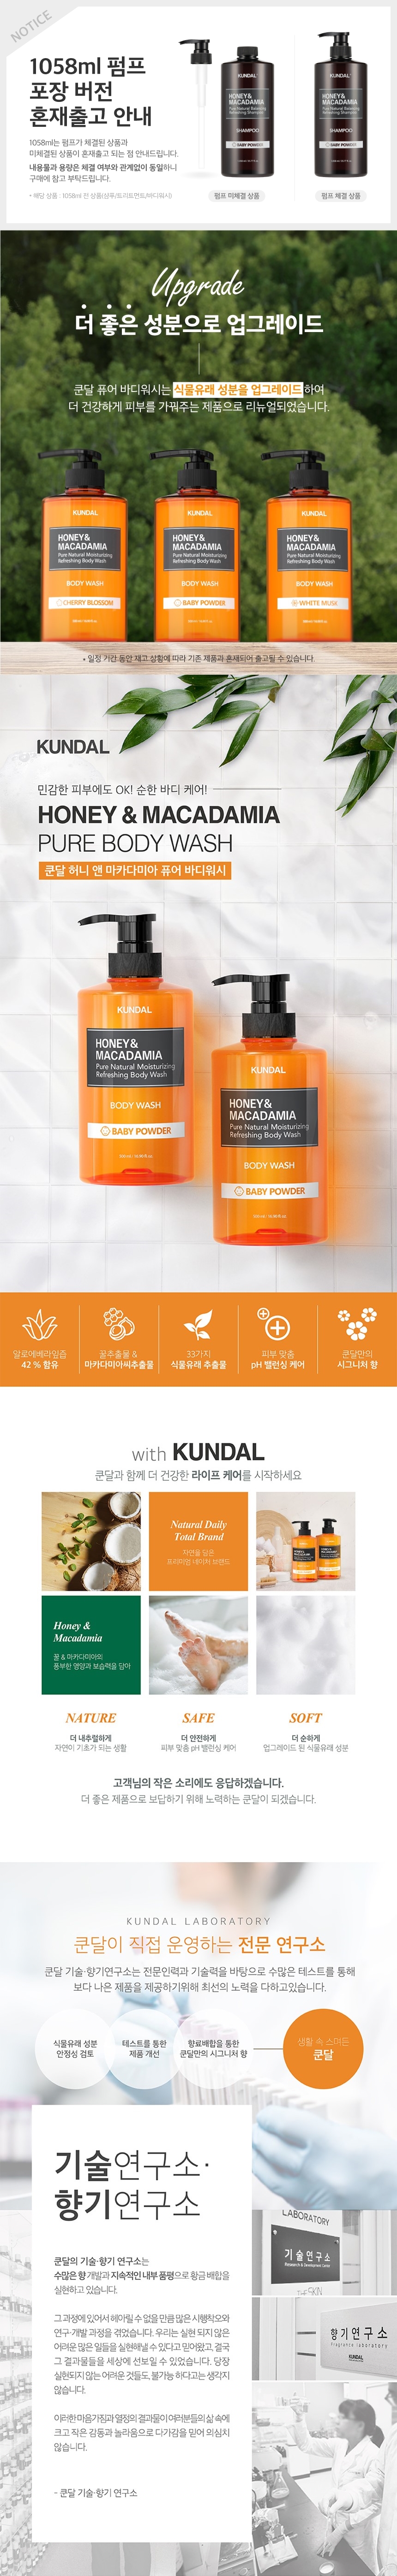 NOTICE
1058ml 펌프
포장 버전
혼재출고 안내
1058ml는 펌프가 체결된 상품과
미체결된 상품이 혼재출고 되는 점 안내드립니다.
내용물과 용량은 체결 여부와 관계없이 동일하니
구매에 참고 부탁드립니다.
* 해당 상품 : 1058ml 전 상품(샴푸/트리트먼트/바디워시)
KUNDAL
HONEY&
MACADAMIA
SHAMPOO
BABY POWDER
펌프 미체결 상품
KUNDAL
HONEY&
MACADAMIA
SHAMPOO
BABY POWDER
펌프 체결 상품
Upgrade
더 좋은 성분으로 업그레이드
쿤달 퓨어 바디워시는 식물유래 성분을 업그레이드하여
더 건강하게 피부를 가꿔주는 제품으로 리뉴얼되었습니다.
KUNDAL
HONEY&
MACADAMIA
Pure Natural Moisturizing
Refreshing Body Wash
BODY WASH
CHERRY BLOSSOM
KUNDAL
HONEY&
MACADAMIA
Pure Natural Moisturizing
Refreshing Body Wash
BODY WASH
BABY POWDER
KUNDAL
HONEY&
MACADAMIA
Pure Natural Moisturizing
Refreshing Body Wash
BODY WASH
WHITE MUSK
* 일정 기간 동안 재고 상황에 따라 기존 제품과 혼재되어 출고될 수 있습니다
KUNDAL
민감한 피부에도 OK! 순한 바디 케어!
HONEY & MACADAMIA
PURE BODY WASH
쿤달 허니 앤 마카다미아 퓨어 바디워시
KUNDAL
HONEY&
MACADAMIA
Pure Natural Moisturizing
Refreshing Body Wash
BODY WASH
BABY POWDER
KUNDAL
HONEY&
MACADAMIA
Pure Natural Moisturizing
Refreshing Body Wash
BODY WASH
BABY POWDER
알로에베라잎즙
42 % 함유
꿀추출물 &
마카다미아씨추출물
33가지
식물유래 추출물
피부 맞춤
pH 밸런싱 케어
쿤달만의
시그니처 향
with KUNDAL
쿤달과 함께 더 건강한 라이프 케어를 시작하세요
Natural Daily
Total Brand
자연을 담은
프리미엄 네이처 브랜드
Honey &
Macadamia
꿀 & 마카다미아의
풍부한 영양과 보습력을 담아
NATURE
더 내추럴하게
자연이 기초가 되는 생활
SAFE
더 안전하게
피부 맞춤 pH 밸런싱 케어
SOFT
더 순하게
업그레이드 된 식물유래 성분
고객님의 작은 소리에도 응답하겠습니다.
더 좋은 제품으로 보답하기 위해 노력하는 쿤달이 되겠습니다.
KUNDAL LABORATORY
쿤달이 직접 운영하는 전문 연구소
쿤달 기술·향기연구소는 전문인력과 기술력을 바탕으로 수많은 테스트를 통해
보다 나은 제품을 제공하기위해 최선의 노력을 다하고있습니다.
식물유래 성분
안정성 검토
테스트를 통한
제품 개선
향료배합을 통한
쿤달만의 시그니처 향
생활 속 스며든
쿤달
기술연구소·
향기연구소
쿤달의 기술·향기 연구소는
수많은 향 개발과 지속적인 내부 품평으로 황금 배합을
실현하고 있습니다.
그 과정에 있어서 헤아릴 수 없을 만큼 많은 시행착오와
연구·개발 과정을 겪었습니다. 우리는 실현 되지 않은
어려운 많은 일들을 실현해낼 수 있다고 믿어왔고, 결국
그 결과물들을 세상에 선보일 수 있었습니다. 당장
실현되지 않는 어려운 것들도, 불가능 하다고는 생각지
않습니다.
이러한 마음가짐과 열정의 결과물이 여러분들의 삶 속에
크고 작은 감동과 놀라움으로 다가감을 믿어 의심치
않습니다.
- 쿤달 기술·향기 연구소
LABORATORY
기술연구소
Research & Development Center
THE SKIN
향기연구소
Fragrance laboratory
KUNDAL